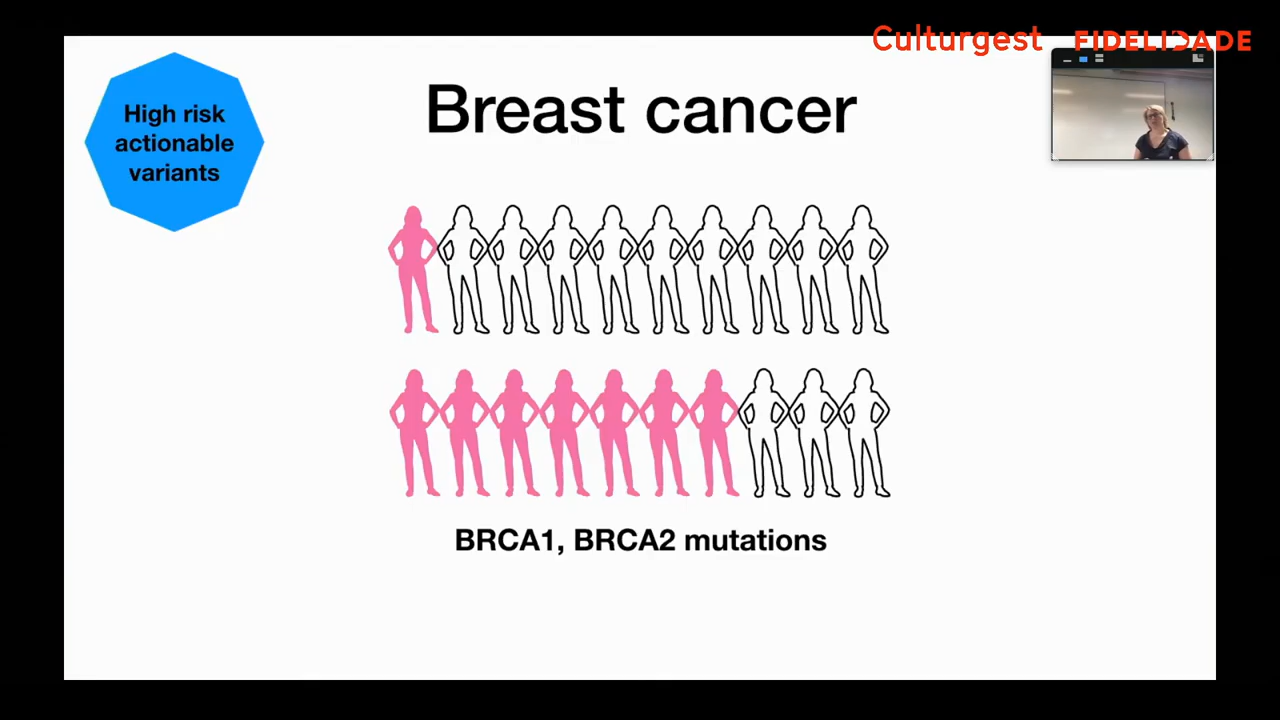 Culturgest FIDELIDADE
High risk
actionable
variants
Breast cancer
BRCA1, BRCA2 mutations